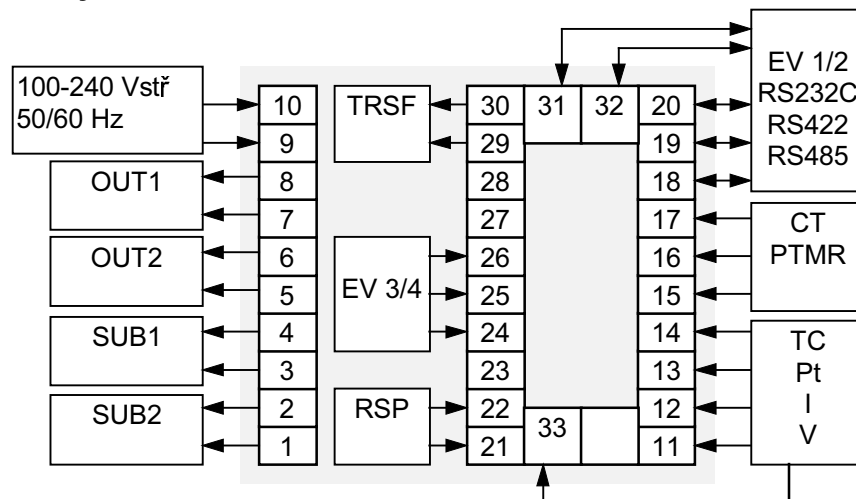 100-240 Vstř
50/60 Hz
OUT1
OUT2
SUB1
SUB2
10
9
8
7
6
5
4
3
2
1
TRSF
EV 3/4
RSP
30
29
28
27
26
25
24
23
22
21
31
32
33
20
19
18
17
16
15
14
13
12
11
EV 1/2
RS232C
RS422
RS485
CT
PTMR
TC
Pt
I
V